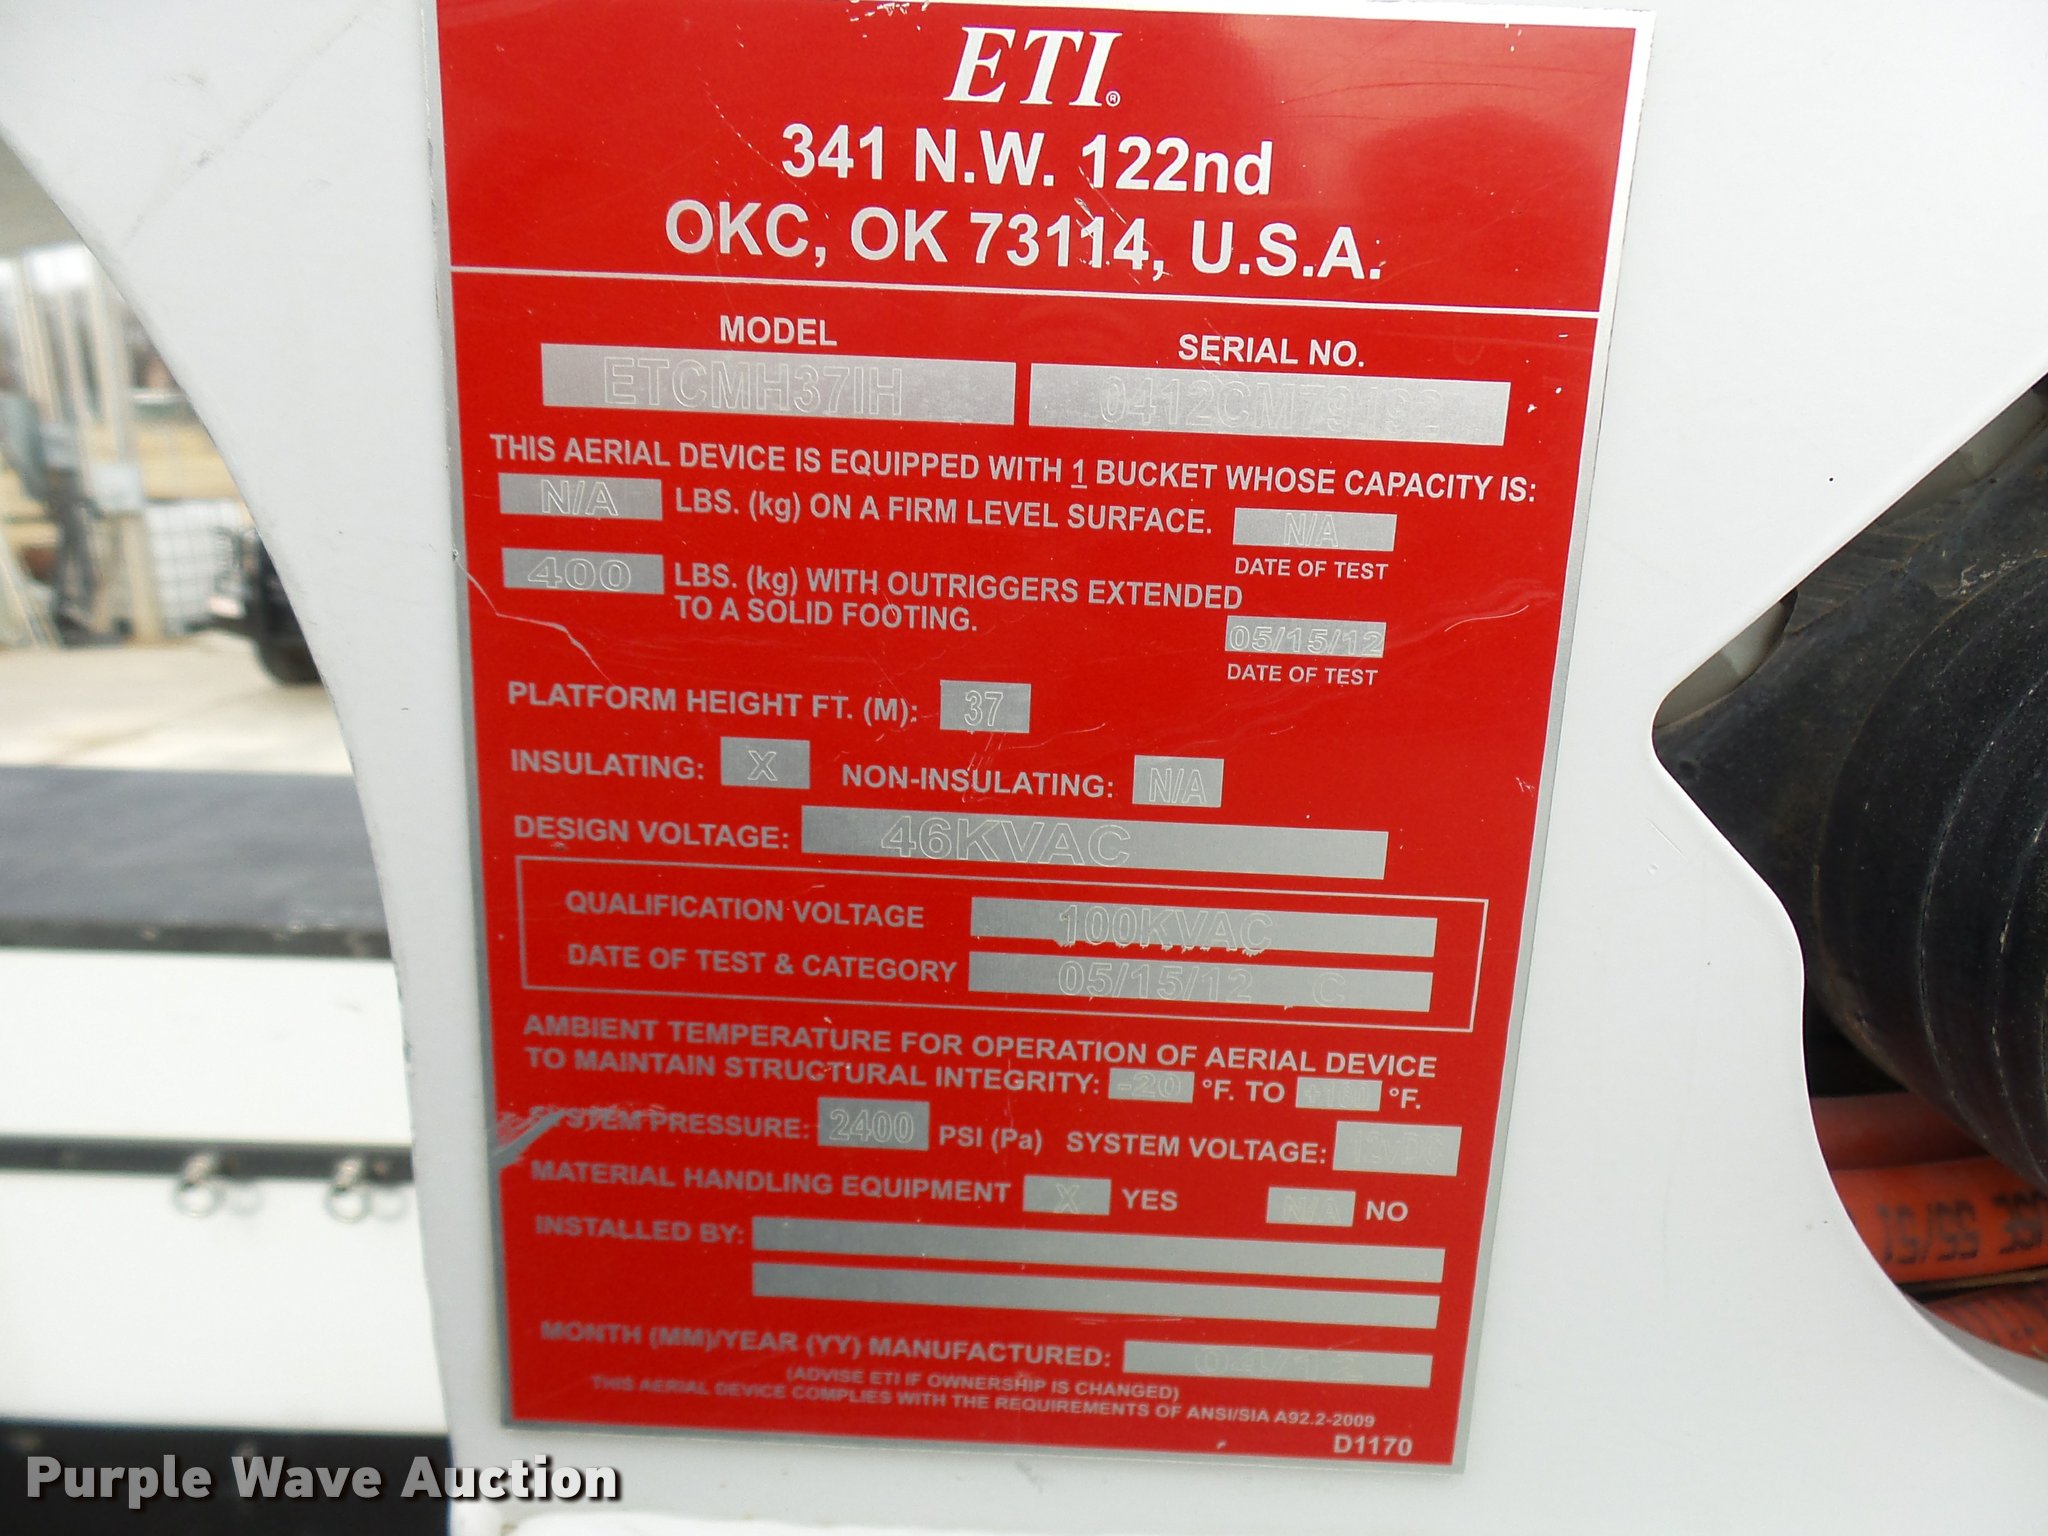 ETI®
341 N.W. 122nd
OKC, OK 73114, U.S.A.
MODEL SERIAL NO.
ETCMH37IH
THIS AERIAL DEVICE IS EQUIPPED WITH 1 BUCKET WHOSE CAPACITY IS:
N/A LBS. (kg) ON A FIRM LEVEL SURFACE. N/A
DATE OF TEST
400 LBS. (kg) WITH OUTRIGGERS EXTENDED
TO A SOLID FOOTING. 05/15/12
DATE OF TEST
PLATFORM HEIGHT FT. (M): 37
INSULATING: X NON-INSULATING: N/A
DESIGN VOLTAGE: 46KVAC
QUALIFICATION VOLTAGE 100KVAC
DATE OF TEST & CATEGORY 05/15/12 C
AMBIENT TEMPERATURE FOR OPERATION OF AERIAL DEVICE
TO MAINTAIN STRUCTURAL INTEGRITY: -20 °F. TO °F.
SYSTEM PRESSURE: 2400 PSI (Pa) SYSTEM VOLTAGE: 12VDC
MATERIAL HANDLING EQUIPMENT X YES N/A NO
INSTALLED BY:
MONTH (MM)/YEAR (YY) MANUFACTURED: 04/12
(ADVISE ETI IF OWNERSHIP IS CHANGED)
THIS AERIAL DEVICE COMPLIES WITH THE REQUIREMENTS OF ANSI/SIA A92.2-2009
D1170
Purple Wave Auction